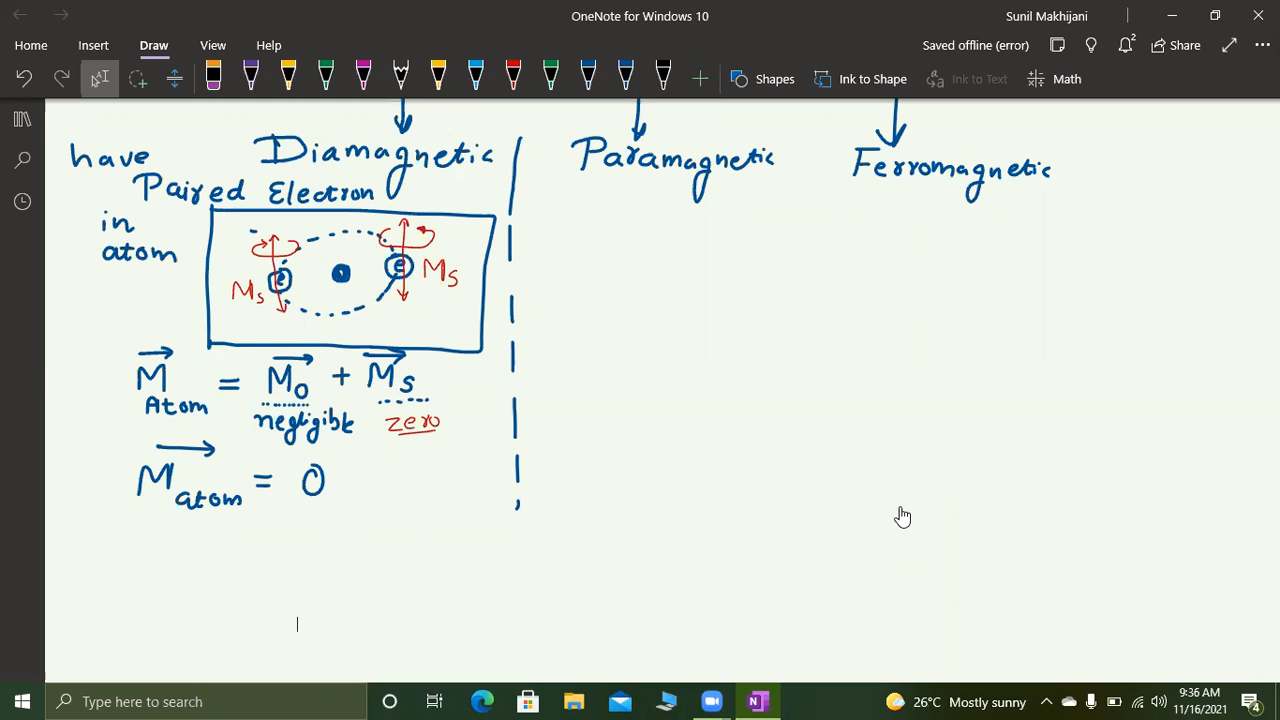 OneNote for Windows 10
Sunil Makhijani
Home Insert Draw View Help
Saved offline (error)
Share
Shapes
Ink to Shape
Ink to Text
Math
have Diamagnetic
Paired Electron
in
atom
e
e
Ms
Ms
M Atom = Mo + Ms
negligible zero
M atom = 0
Paramagnetic
Ferromagnetic
Type here to search
26°C Mostly sunny
9:36 AM
11/16/2021
4